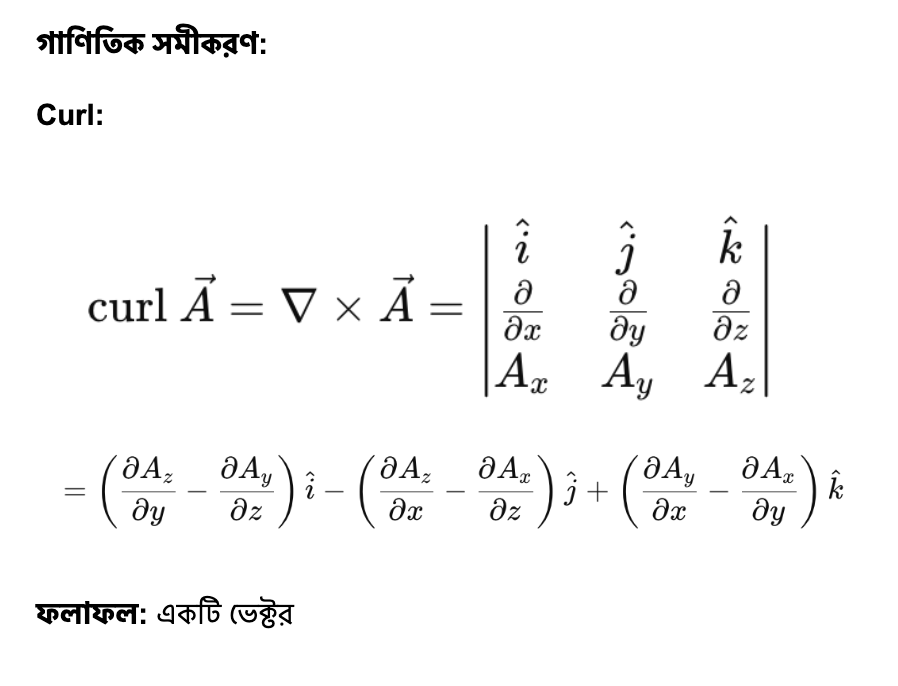 গাণিতিক সমীকরণ:
Curl:
$$\text{curl } \vec{A} = \nabla \times \vec{A} = \begin{vmatrix} \hat{i} & \hat{j} & \hat{k} \\ \frac{\partial}{\partial x} & \frac{\partial}{\partial y} & \frac{\partial}{\partial z} \\ A_x & A_y & A_z \end{vmatrix}$$
$$= \left( \frac{\partial A_z}{\partial y} - \frac{\partial A_y}{\partial z} \right) \hat{i} - \left( \frac{\partial A_z}{\partial x} - \frac{\partial A_x}{\partial z} \right) \hat{j} + \left( \frac{\partial A_y}{\partial x} - \frac{\partial A_x}{\partial y} \right) \hat{k}$$
ফলাফল: একটি ভেক্টর